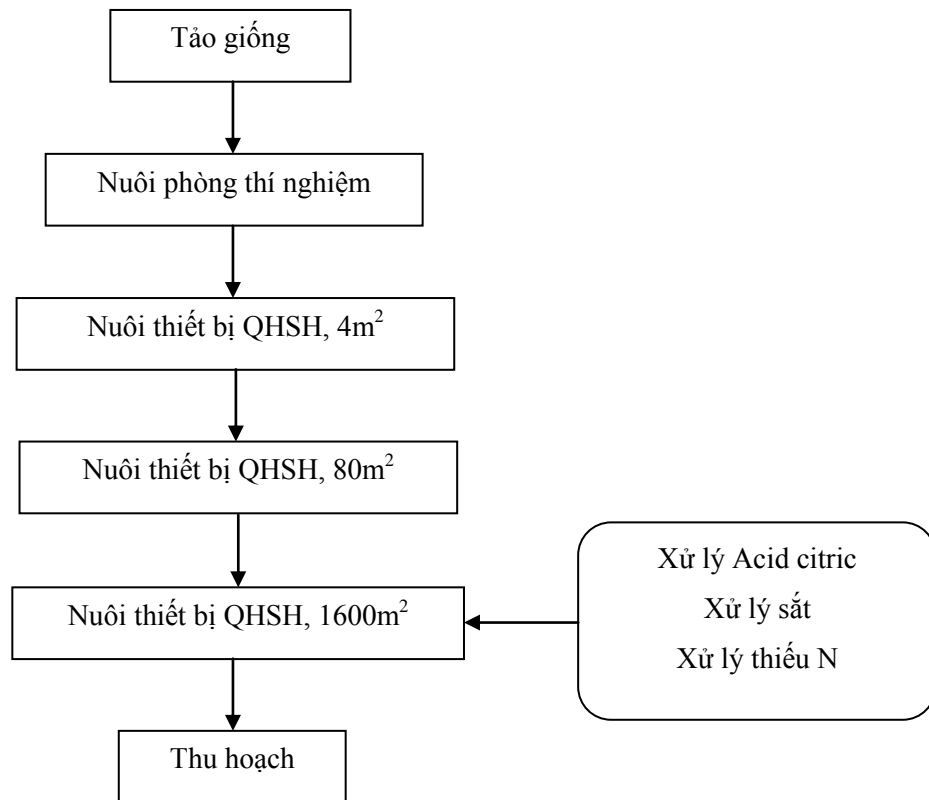 Tảo giống
Nuôi phòng thí nghiệm
Nuôi thiết bị QHSH, 4m²
Nuôi thiết bị QHSH, 80m²
Nuôi thiết bị QHSH, 1600m²
Xử lý Acid citric
Xử lý sắt
Xử lý thiếu N
Thu hoạch